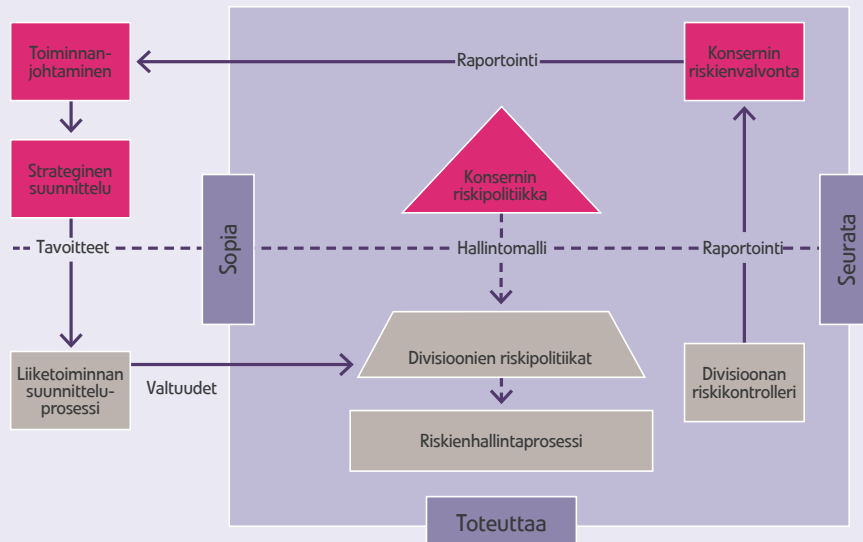 Toiminnan-
johtaminen
Raportointi
Konsernin
riskienvalvonta
Strateginen
suunnittelu
Konsernin
riskipolitiikka
Sopia
Seurata
Tavoitteet
Hallintomalli
Raportointi
Liiketoiminnan
suunnittelu-
prosessi
Valtuudet
Divisioonien riskipolitiikat
Divisioonan
riskikontrolleri
Riskienhallintaprosessi
Toteuttaa